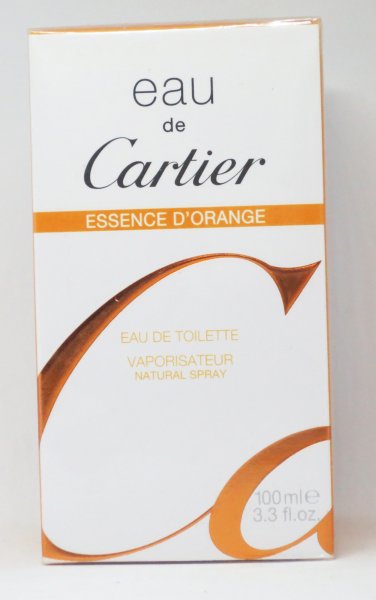 eau
de
Cartier
ESSENCE D'ORANGE
EAU DE TOILETTE
VAPORISATEUR
NATURAL SPRAY
100ml℮
3.3 fl.oz.